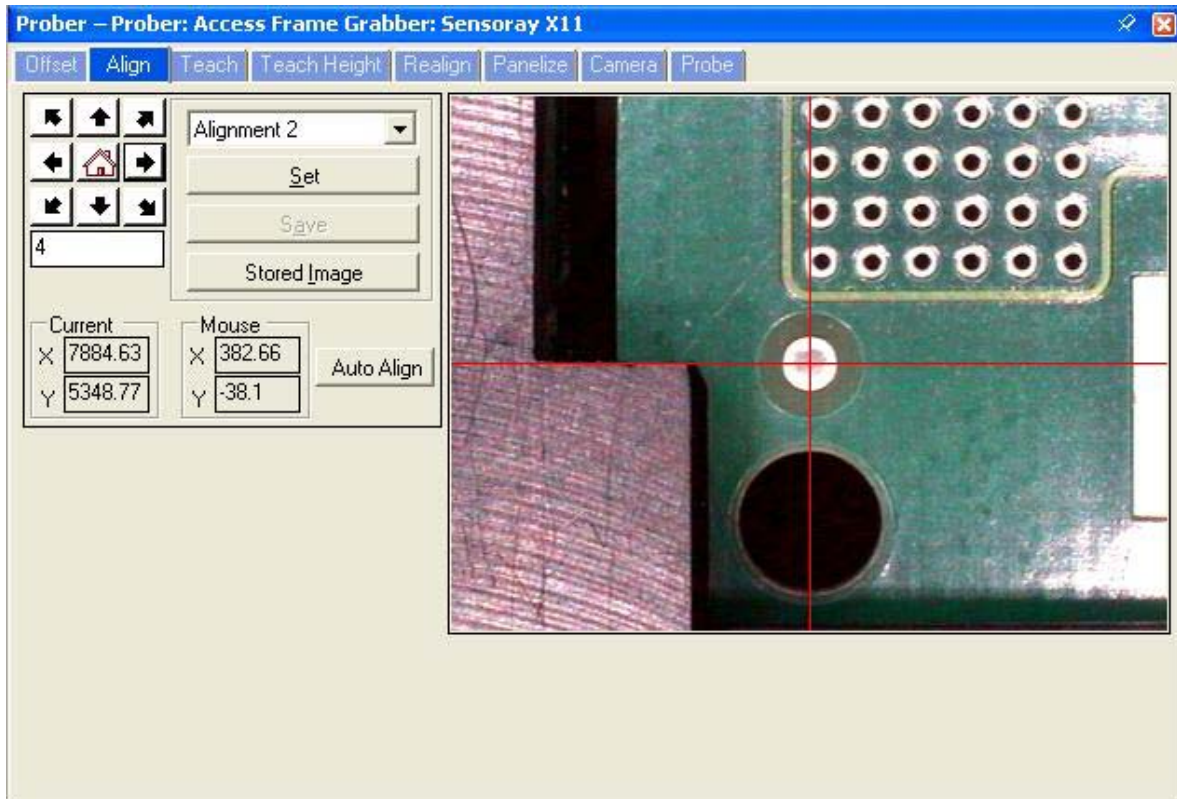 Prober – Prober: Access Frame Grabber: Sensoray X11
Offset Align Teach Teach Height Realign Panelize Camera Probe
Alignment 2
Set
Save
4
Stored Image
Current
X 7884.63
Y 5348.77
Mouse
X 382.66
Y -38.1
Auto Align